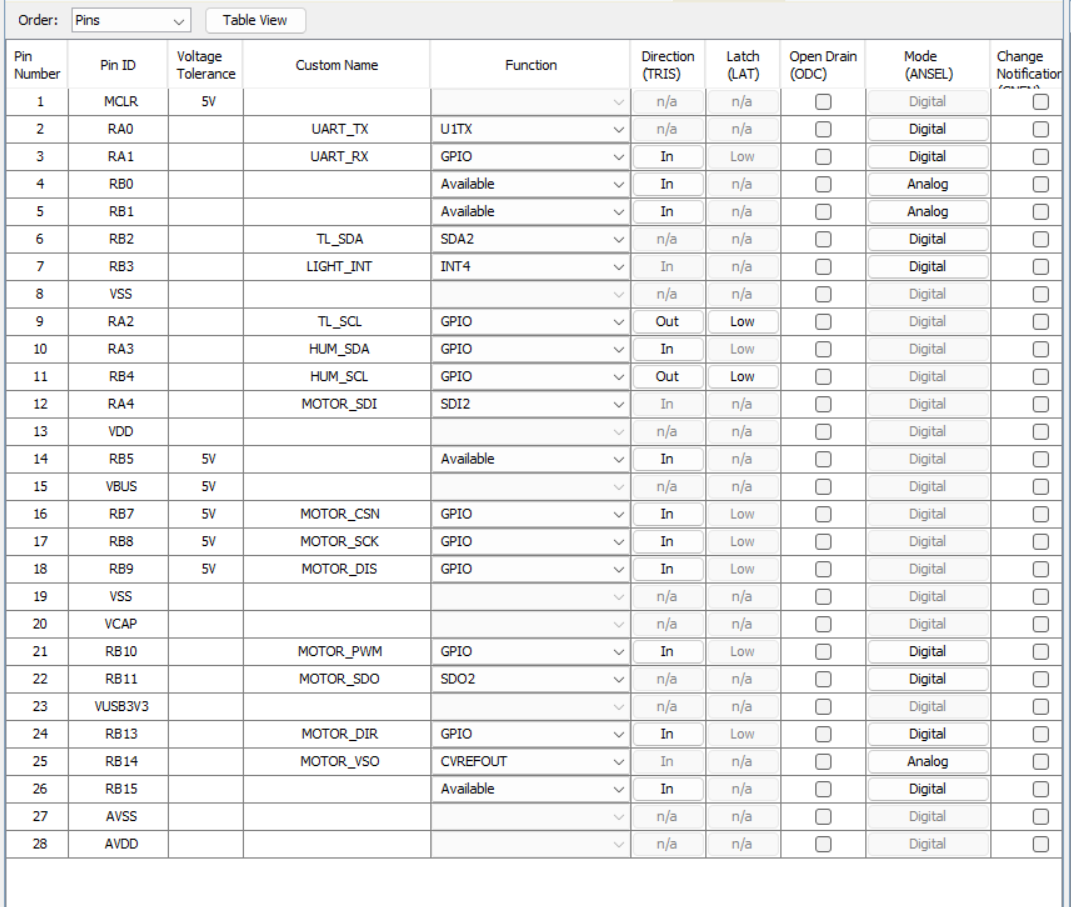 Order: Pins Table View
Pin Number Pin ID Voltage Tolerance Custom Name Function Direction (TRIS) Latch (LAT) Open Drain (ODC) Mode (ANSEL) Change Notification
1 MCLR 5V n/a n/a Digital
2 RA0 UART_TX U1TX n/a n/a Digital
3 RA1 UART_RX GPIO In Low Digital
4 RB0 Available In n/a Analog
5 RB1 Available In n/a Analog
6 RB2 TL_SDA SDA2 n/a n/a Digital
7 RB3 LIGHT_INT INT4 In n/a Digital
8 VSS n/a n/a Digital
9 RA2 TL_SCL GPIO Out Low Digital
10 RA3 HUM_SDA GPIO In Low Digital
11 RB4 HUM_SCL GPIO Out Low Digital
12 RA4 MOTOR_SDI SDI2 In n/a Digital
13 VDD n/a n/a Digital
14 RB5 5V Available In n/a Digital
15 VBUS 5V n/a n/a Digital
16 RB7 5V MOTOR_CSN GPIO In Low Digital
17 RB8 5V MOTOR_SCK GPIO In Low Digital
18 RB9 5V MOTOR_DIS GPIO In Low Digital
19 VSS n/a n/a Digital
20 VCAP n/a n/a Digital
21 RB10 MOTOR_PWM GPIO In Low Digital
22 RB11 MOTOR_SDO SDO2 n/a n/a Digital
23 VUSB3V3 n/a n/a Digital
24 RB13 MOTOR_DIR GPIO In Low Digital
25 RB14 MOTOR_VSO CVREFOUT In n/a Analog
26 RB15 Available In n/a Digital
27 AVSS n/a n/a Digital
28 AVDD n/a n/a Digital